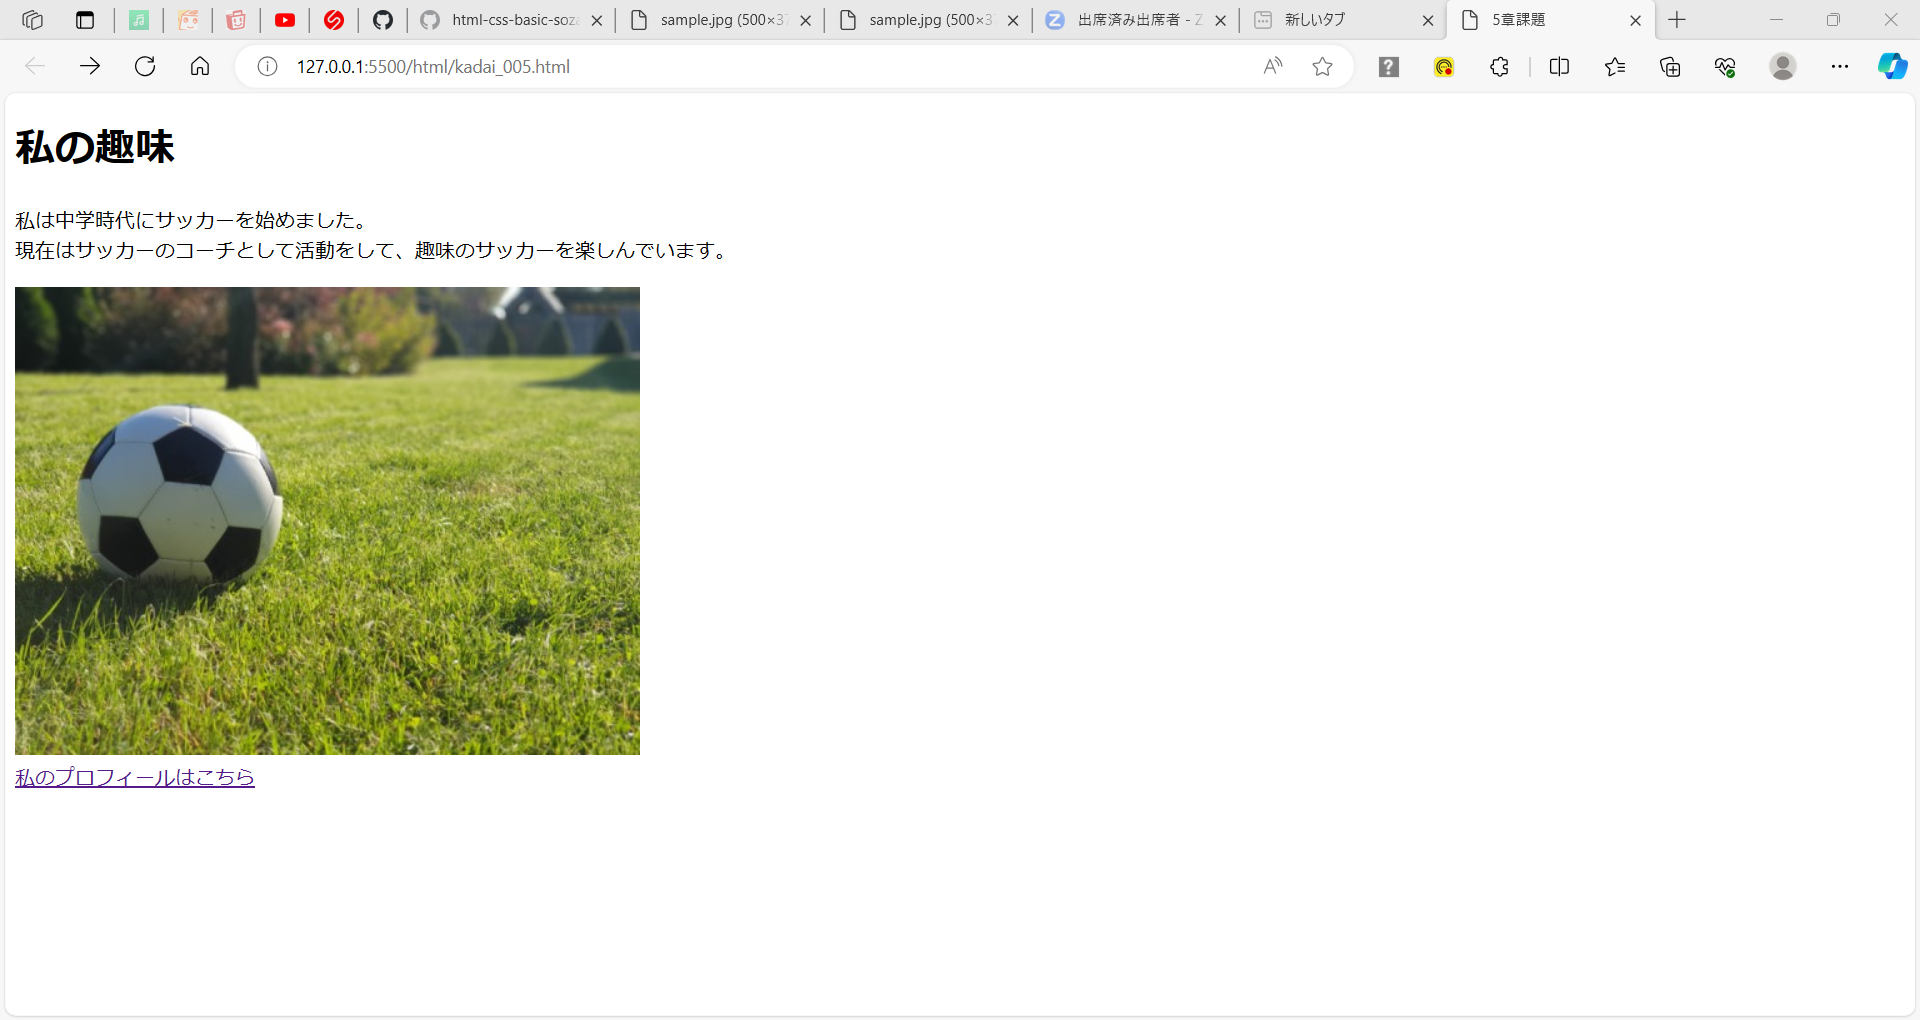 html-css-basic-soz
sample.jpg (500×37
sample.jpg (500×37
出席済み出席者 - Z
新しいタブ
5章課題
127.0.0.1:5500/html/kadai_005.html
私の趣味
私は中学時代にサッカーを始めました。
現在はサッカーのコーチとして活動をして、趣味のサッカーを楽しんでいます。
私のプロフィールはこちら